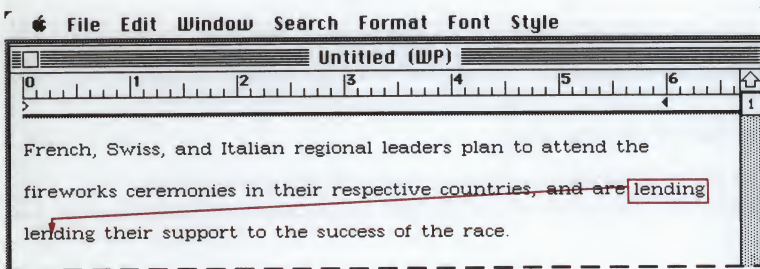 File Edit Window Search Format Font Style
Untitled (WP)
0 1 2 3 4 5 6
1
French, Swiss, and Italian regional leaders plan to attend the
fireworks ceremonies in their respective countries, and are lending
lending their support to the success of the race.